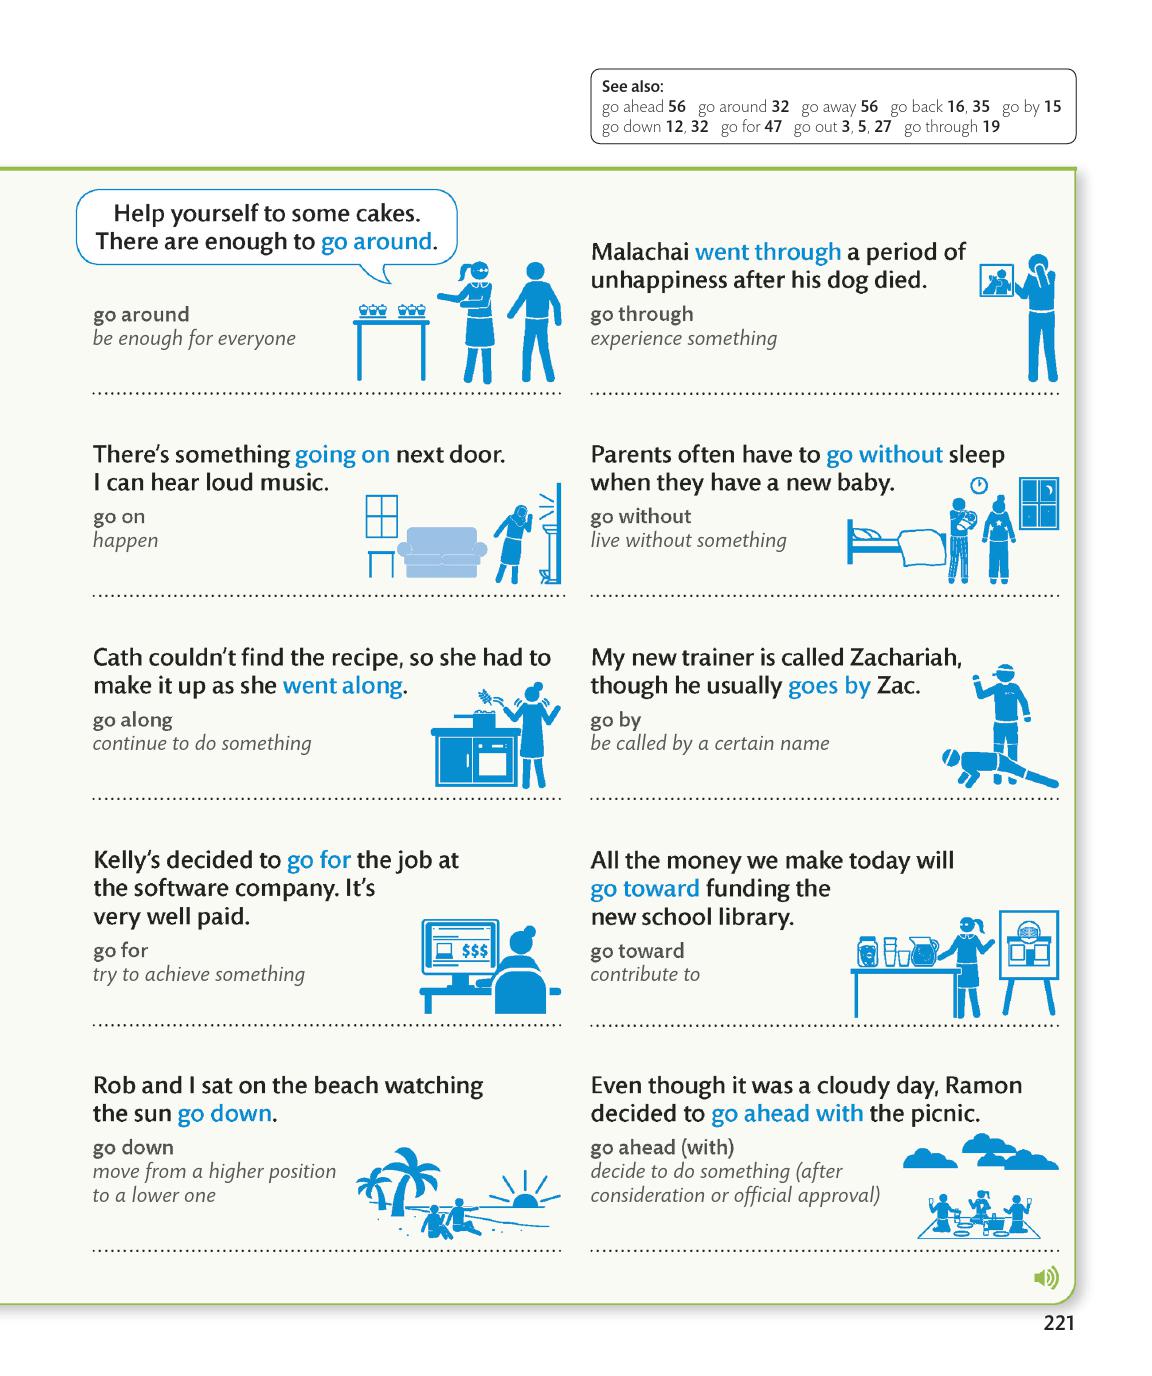 See also:
go ahead 56 go around 32 go away 56 go back 16, 35 go by 15
go down 12, 32 go for 47 go out 3, 5, 27 go through 19
Help yourself to some cakes.
There are enough to go around.
go around
be enough for everyone
Malachai went through a period of
unhappiness after his dog died.
go through
experience something
There's something going on next door.
I can hear loud music.
go on
happen
Parents often have to go without sleep
when they have a new baby.
go without
live without something
Cath couldn't find the recipe, so she had to
make it up as she went along.
go along
continue to do something
My new trainer is called Zachariah,
though he usually goes by Zac.
go by
be called by a certain name
Kelly's decided to go for the job at
the software company. It's
very well paid.
go for
try to achieve something
$$$
All the money we make today will
go toward funding the
new school library.
go toward
contribute to
Rob and I sat on the beach watching
the sun go down.
go down
move from a higher position
to a lower one
Even though it was a cloudy day, Ramon
decided to go ahead with the picnic.
go ahead (with)
decide to do something (after
consideration or official approval)
221